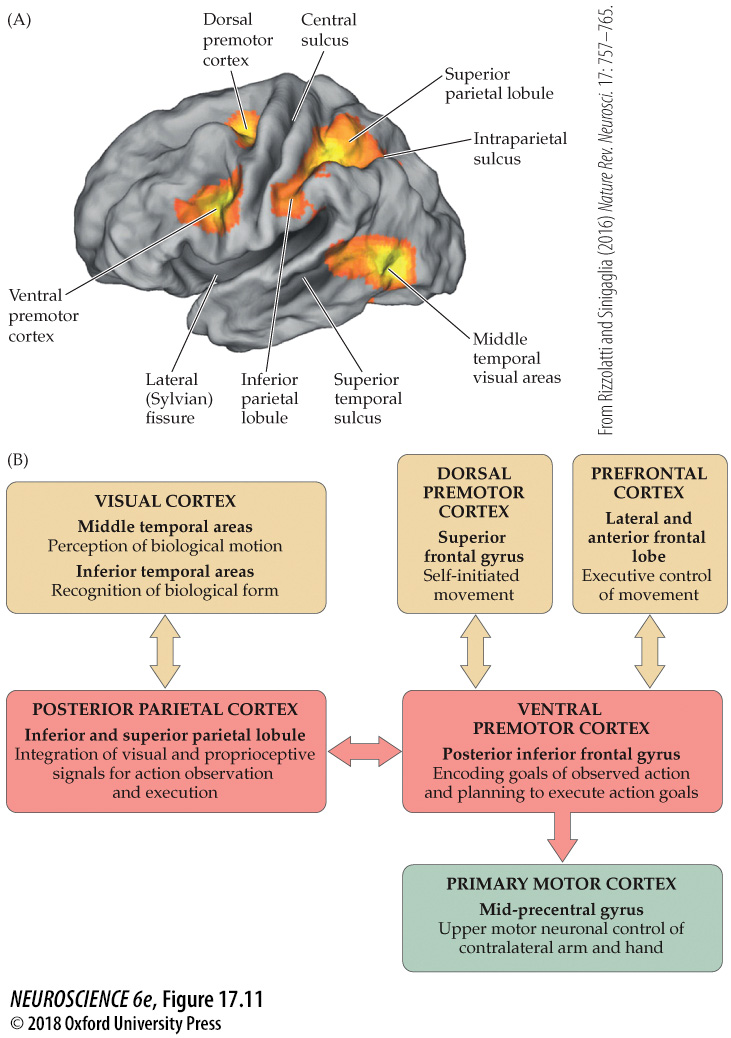 (A)
Dorsal
premotor
cortex
Central
sulcus
Superior
parietal lobule
Intraparietal
sulcus
Ventral
premotor
cortex
Lateral
(Sylvian)
fissure
Inferior
parietal
lobule
Superior
temporal
sulcus
Middle
temporal
visual areas
From Rizzolatti and Sinigaglia (2016) Nature Rev. Neurosci. 17: 757–765.
(B)
VISUAL CORTEX
Middle temporal areas
Perception of biological motion
Inferior temporal areas
Recognition of biological form
DORSAL
PREMOTOR
CORTEX
Superior
frontal gyrus
Self-initiated
movement
PREFRONTAL
CORTEX
Lateral and
anterior frontal
lobe
Executive control
of movement
POSTERIOR PARIETAL CORTEX
Inferior and superior parietal lobule
Integration of visual and proprioceptive
signals for action observation
and execution
VENTRAL
PREMOTOR CORTEX
Posterior inferior frontal gyrus
Encoding goals of observed action
and planning to execute action goals
PRIMARY MOTOR CORTEX
Mid-precentral gyrus
Upper motor neuronal control of
contralateral arm and hand
NEUROSCIENCE 6e, Figure 17.11
© 2018 Oxford University Press